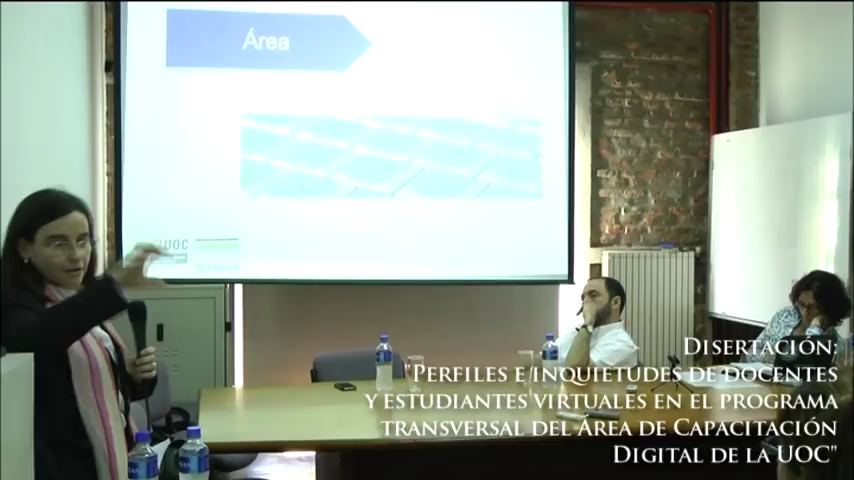 Área
UOC
Disertación:
"Perfiles e inquietudes de docentes
y estudiantes virtuales en el programa
transversal del Área de Capacitación
Digital de la UOC"